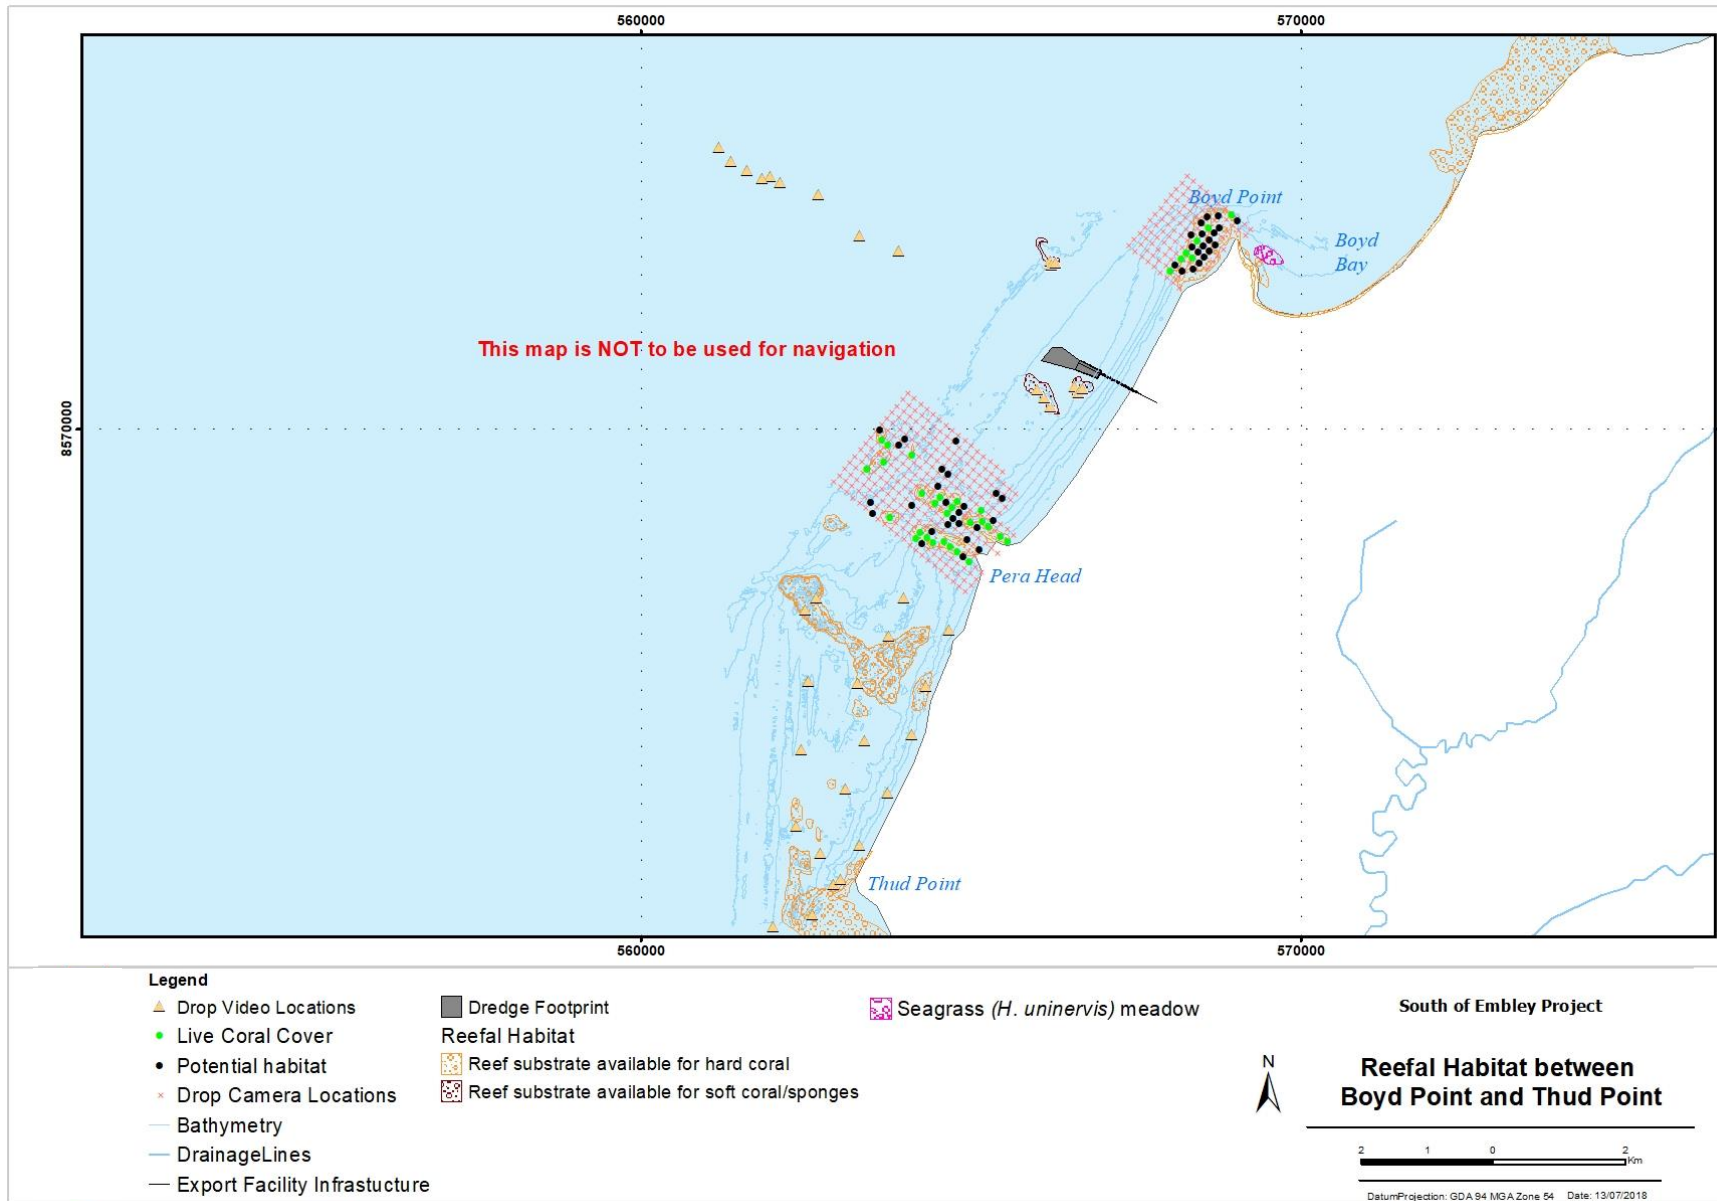 560000
570000
Boyd Point
Boyd
Bay
This map is NOT to be used for navigation
8570000
Pera Head
Thud Point
560000
570000
Legend
Drop Video Locations
Live Coral Cover
Potential habitat
Drop Camera Locations
Bathymetry
DrainageLines
Export Facility Infrastucture
Dredge Footprint
Reefal Habitat
Reef substrate available for hard coral
Reef substrate available for soft coral/sponges
Seagrass (H. uninervis) meadow
South of Embley Project
N
Reefal Habitat between
Boyd Point and Thud Point
2 1 0 2
Km
DatumProjection: GDA 94 MGA Zone 54 Date: 13/07/2018